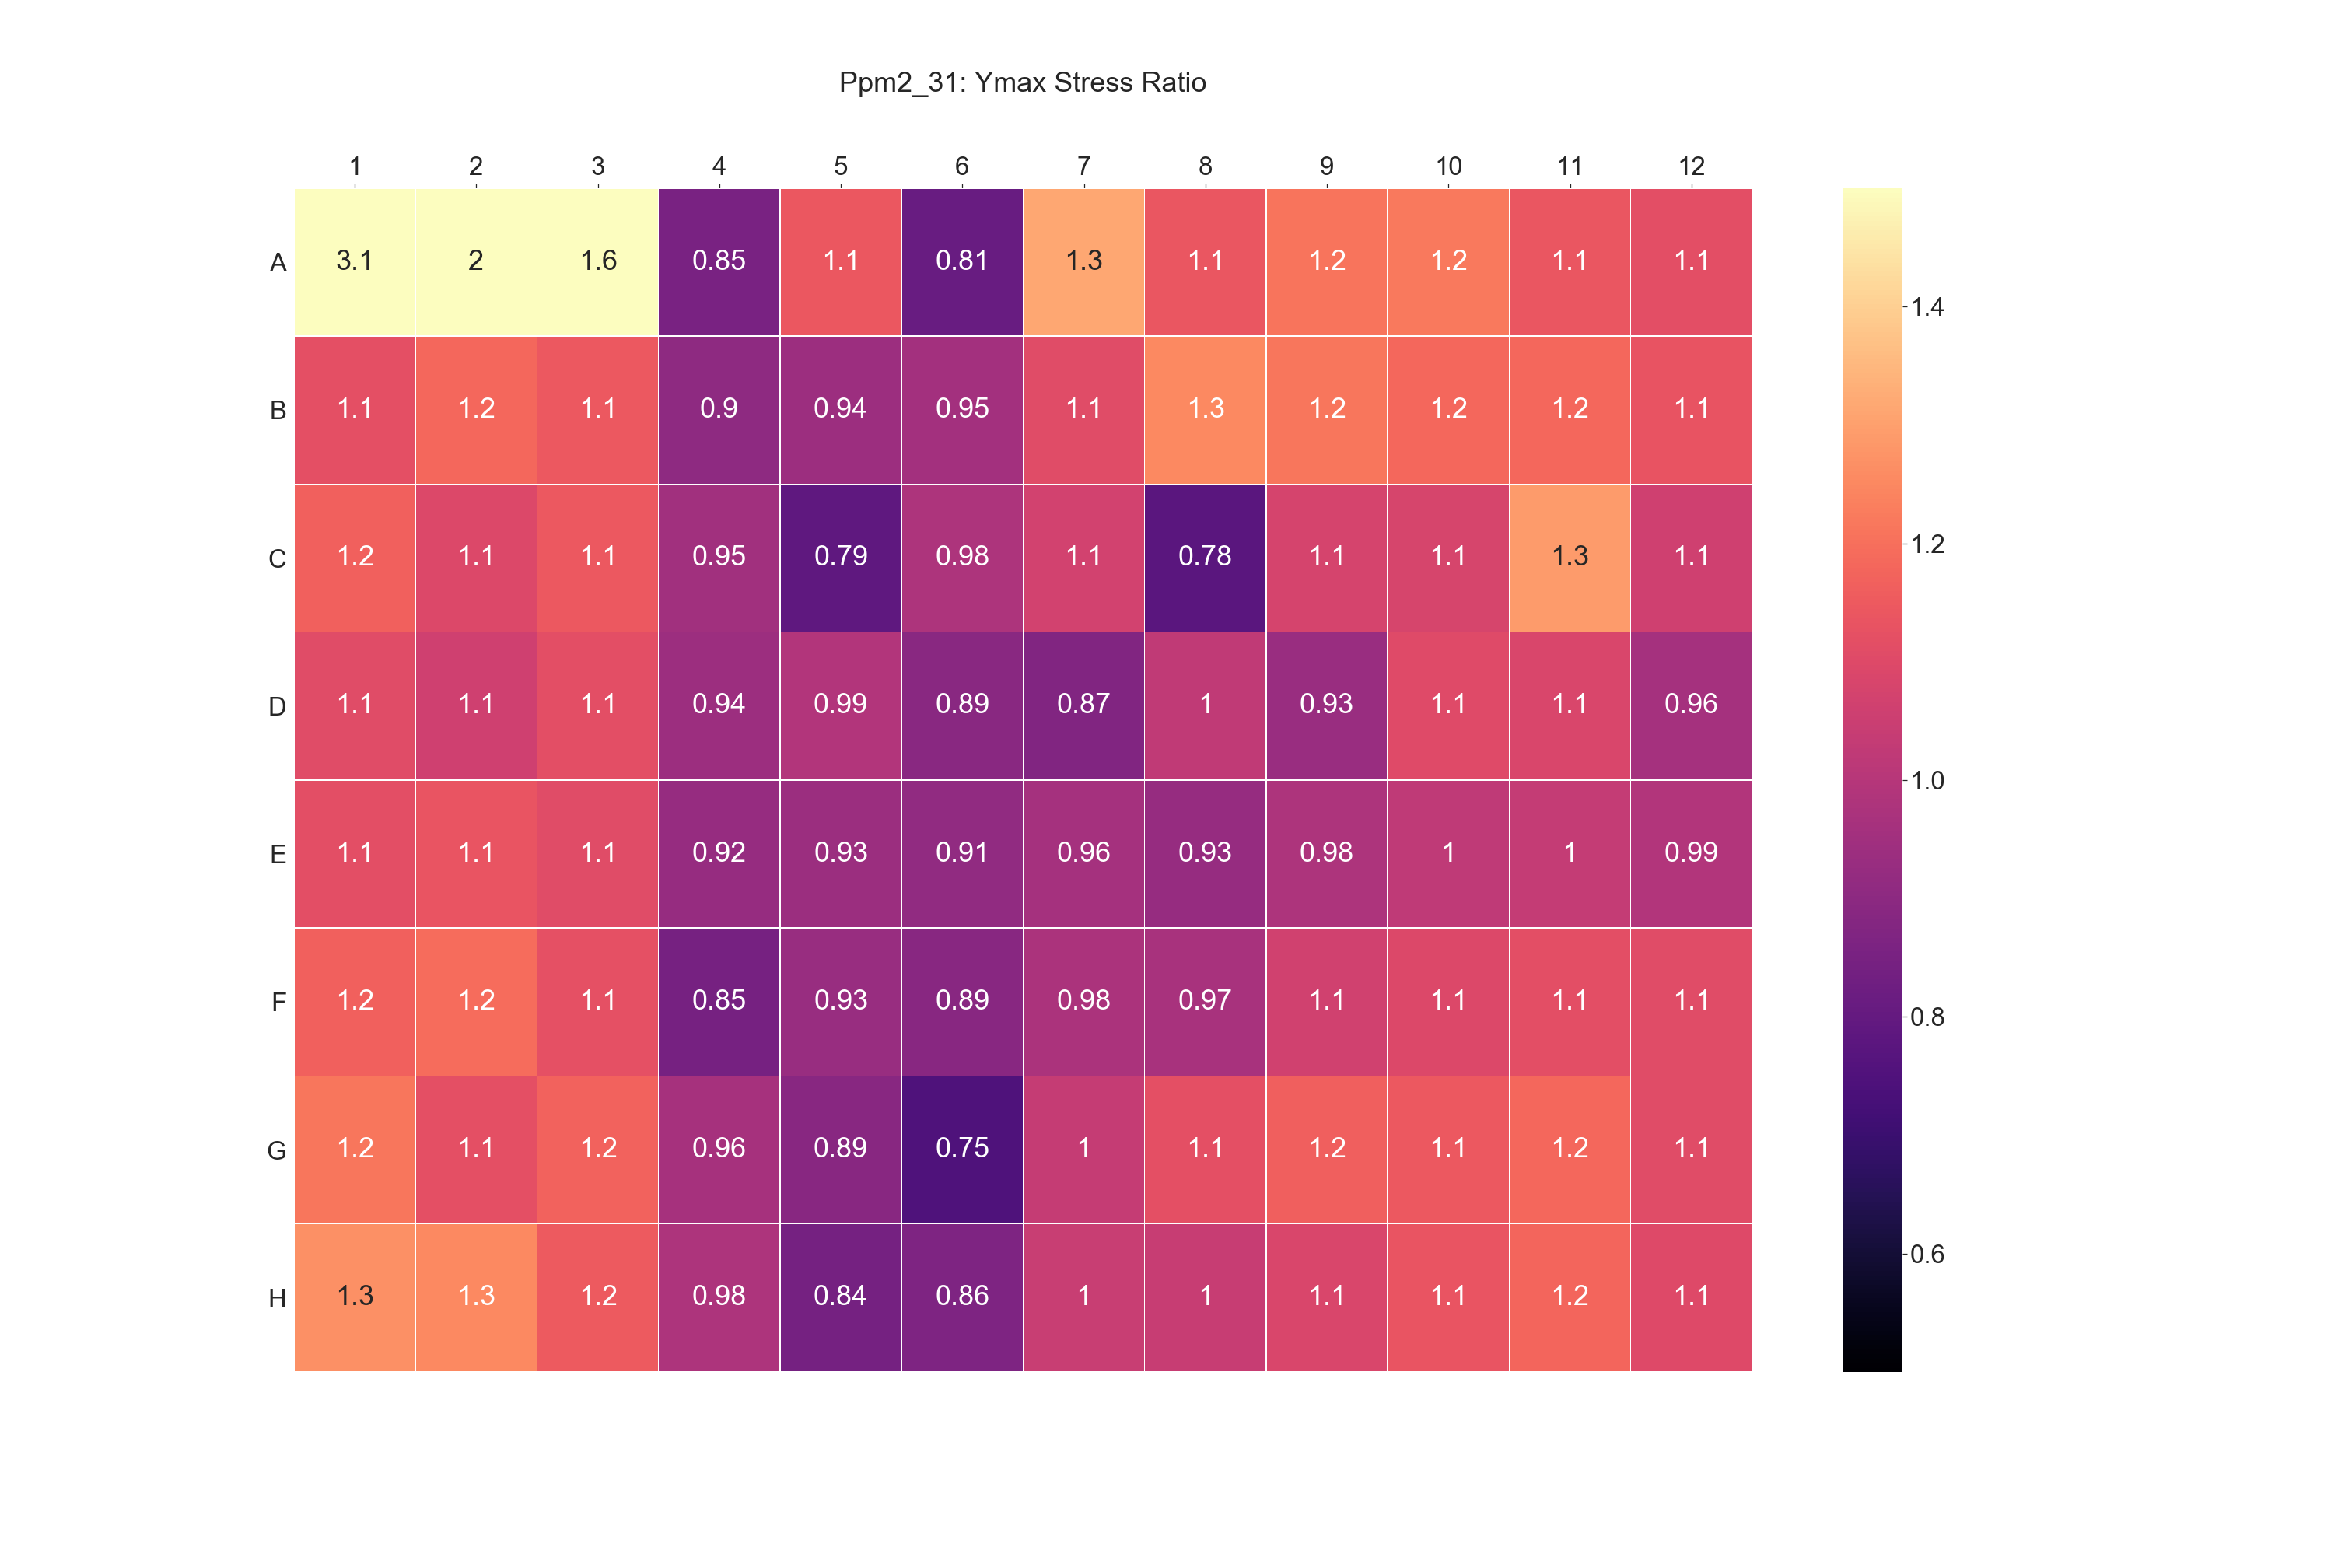 Ppm2_31: Ymax Stress Ratio
1 2 3 4 5 6 7 8 9 10 11 12
A 3.1 2 1.6 0.85 1.1 0.81 1.3 1.1 1.2 1.2 1.1 1.1
B 1.1 1.2 1.1 0.9 0.94 0.95 1.1 1.3 1.2 1.2 1.2 1.1
C 1.2 1.1 1.1 0.95 0.79 0.98 1.1 0.78 1.1 1.1 1.3 1.1
D 1.1 1.1 1.1 0.94 0.99 0.89 0.87 1 0.93 1.1 1.1 0.96
E 1.1 1.1 1.1 0.92 0.93 0.91 0.96 0.93 0.98 1 1 0.99
F 1.2 1.2 1.1 0.85 0.93 0.89 0.98 0.97 1.1 1.1 1.1 1.1
G 1.2 1.1 1.2 0.96 0.89 0.75 1 1.1 1.2 1.1 1.2 1.1
H 1.3 1.3 1.2 0.98 0.84 0.86 1 1 1.1 1.1 1.2 1.1
1.4
1.2
1.0
0.8
0.6